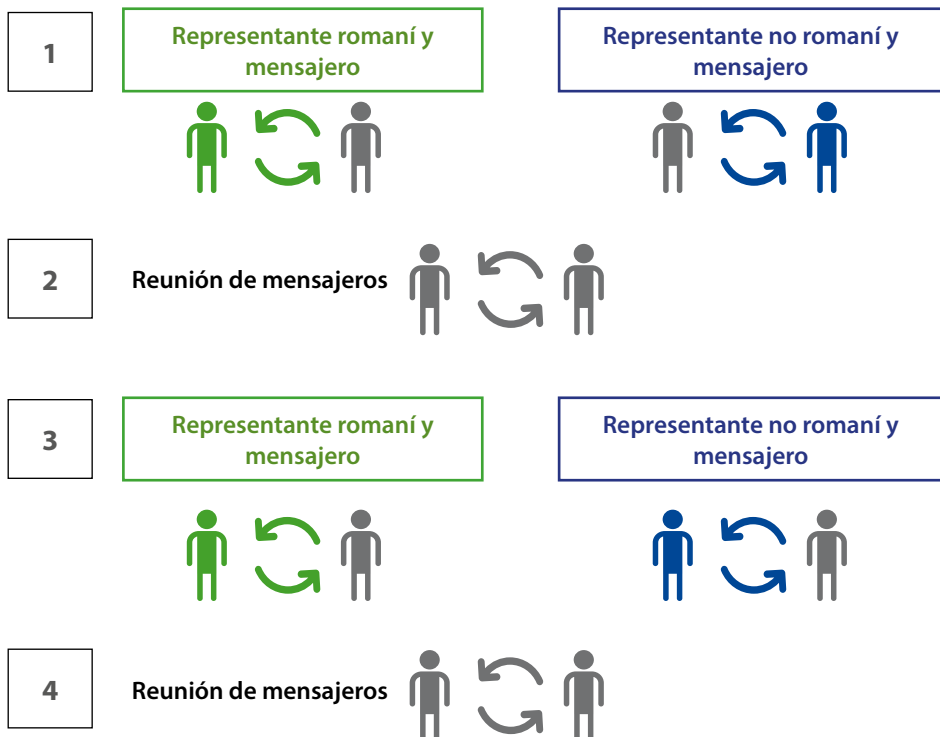 1
Representante romaní y
mensajero
Representante no romaní y
mensajero
2
Reunión de mensajeros
3
Representante romaní y
mensajero
Representante no romaní y
mensajero
4
Reunión de mensajeros